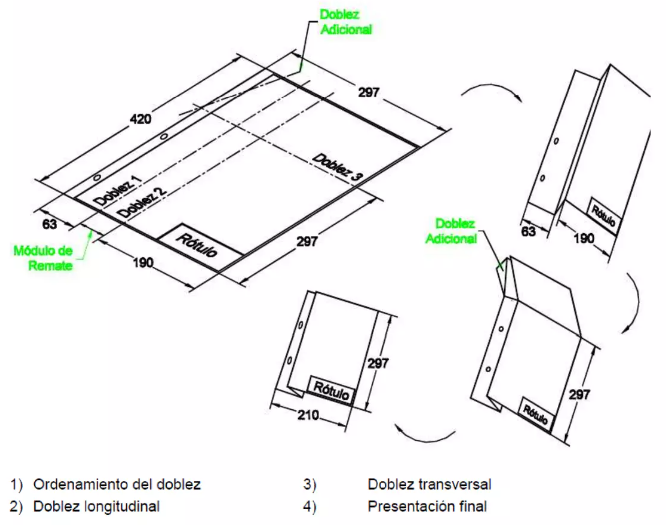 Doblez
Adicional
420
297
Doblez 1
Doblez 2
Doblez 3
63
Módulo de
Remate
190
Rótulo
297
Rótulo
63
190
Doblez
Adicional
297
Rótulo
297
Rótulo
210
1) Ordenamiento del doblez
2) Doblez longitudinal
3) Doblez transversal
4) Presentación final